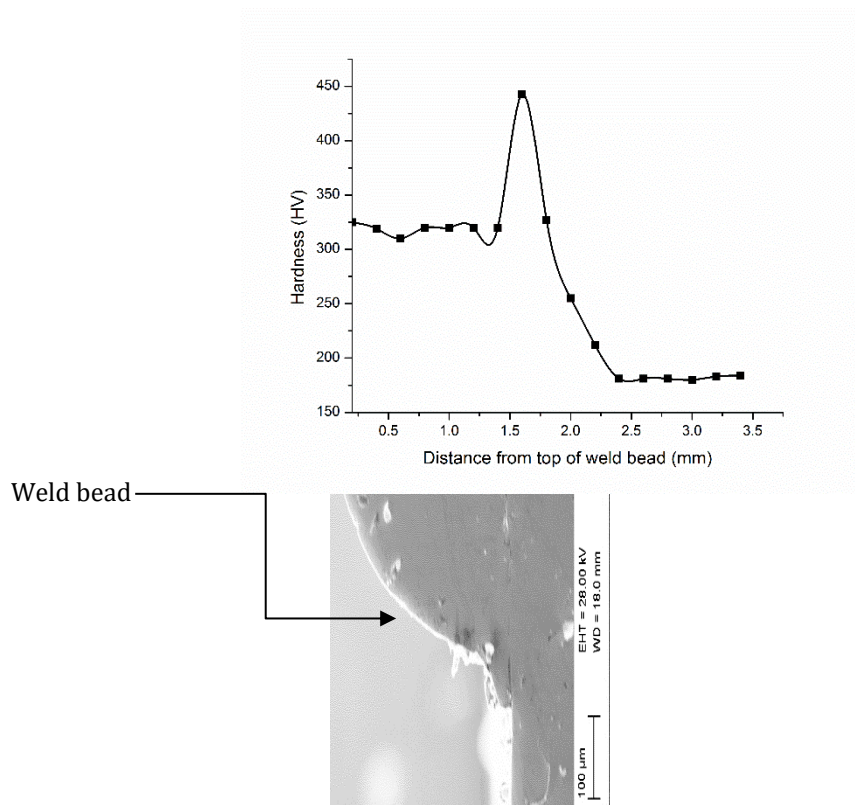 450
400
350
300
250
200
150
Hardness (HV)
0.5 1.0 1.5 2.0 2.5 3.0 3.5
Distance from top of weld bead (mm)
Weld bead
EHT = 28.00 kV
WD = 18.0 mm
100 µm